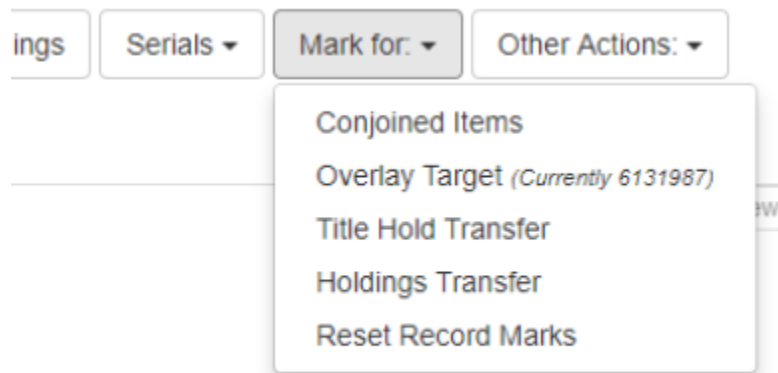 ings Serials Mark for: Other Actions:
Conjoined Items
Overlay Target (Currently 6131987)
Title Hold Transfer
Holdings Transfer
Reset Record Marks